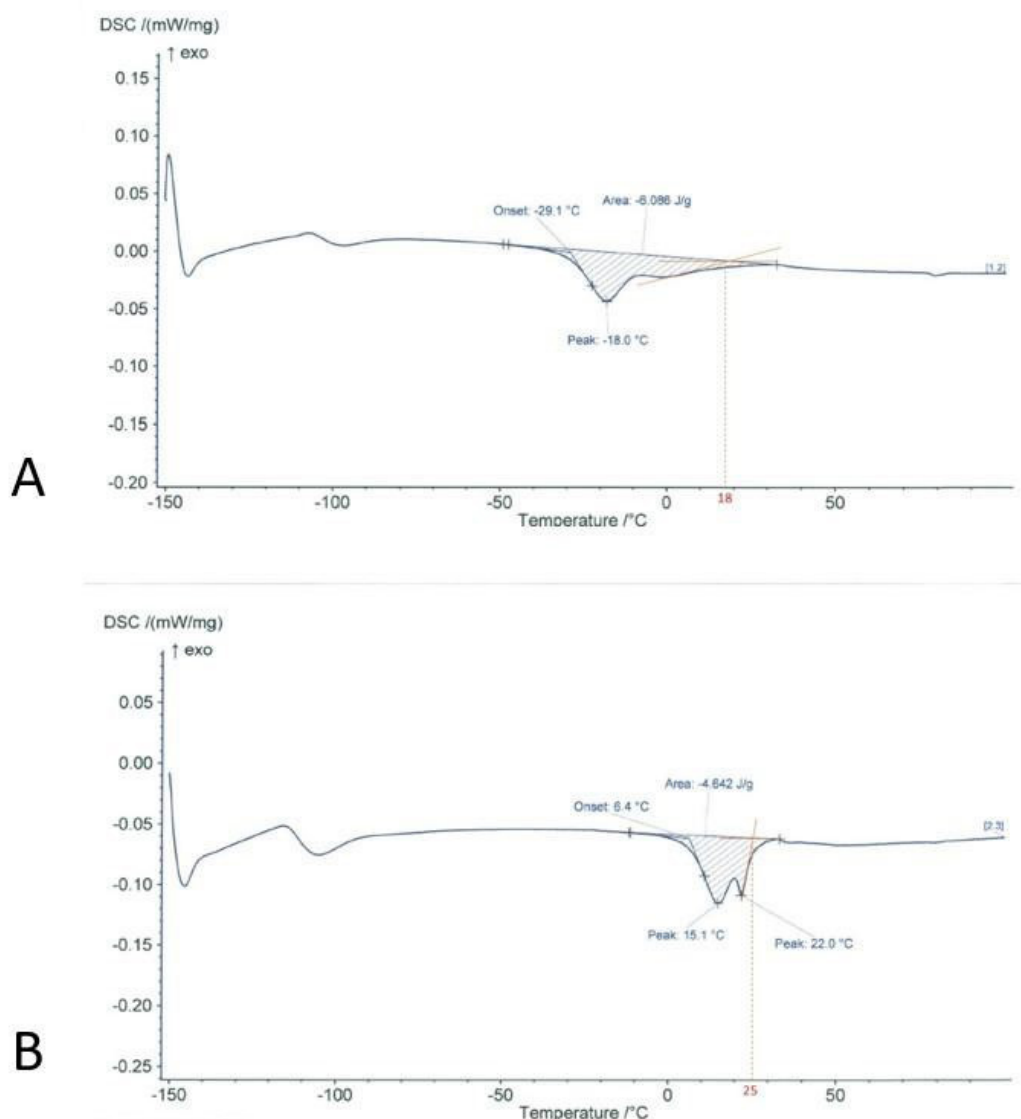 DSC /(mW/mg)
↑ exo
0.15
0.10
0.05
0.00
-0.05
-0.10
-0.15
-0.20
Onset: -29.1 °C
Area: -6.086 J/g
Peak: -18.0 °C
[1.2]
-150
-100
-50
0
18
50
Temperature /°C
A
DSC /(mW/mg)
↑ exo
0.05
0.00
-0.05
-0.10
-0.15
-0.20
-0.25
Area: -4.642 J/g
Onset: 6.4 °C
Peak: 15.1 °C
Peak: 22.0 °C
[2.3]
-150
-100
-50
0
25
50
Temperature /°C
B